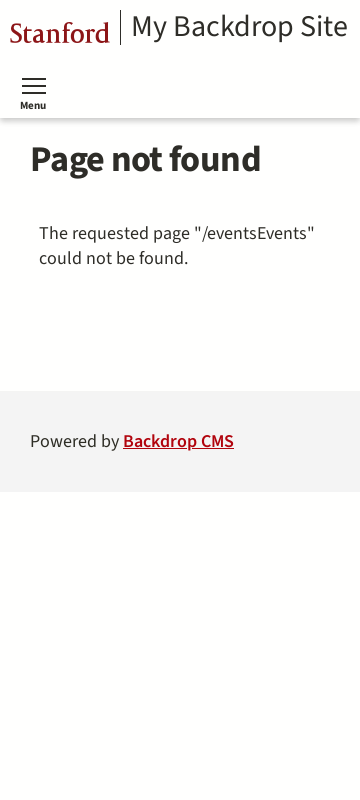 Stanford My Backdrop Site
Menu
Page not found
The requested page "/eventsEvents"
could not be found.
Powered by Backdrop CMS